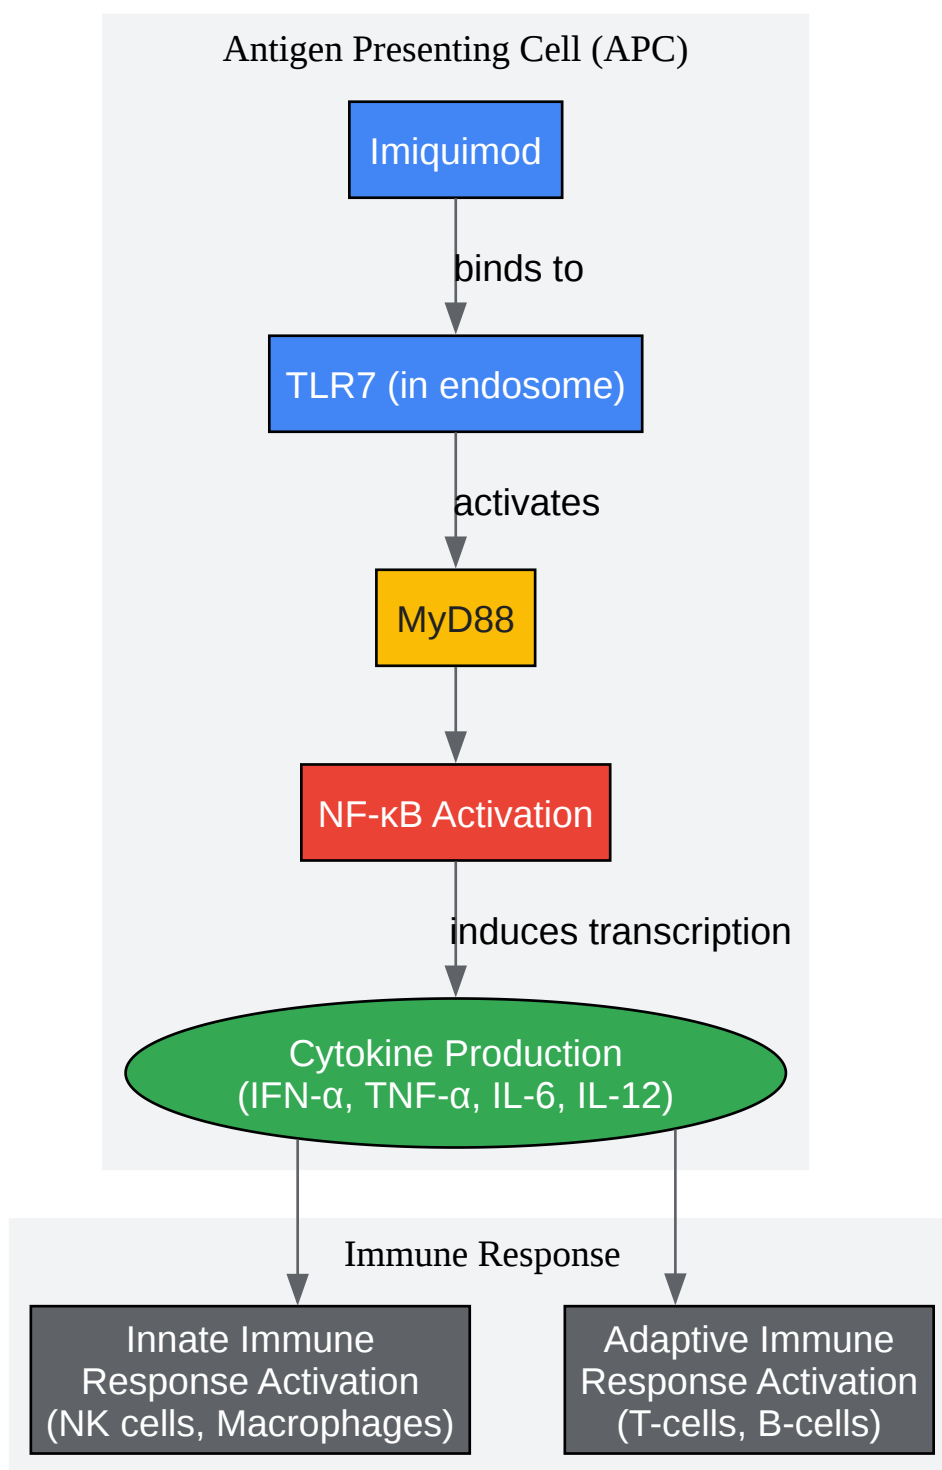 Antigen Presenting Cell (APC)
Imiquimod
binds to
TLR7 (in endosome)
activates
MyD88
NF-κB Activation
induces transcription
Cytokine Production
(IFN-α, TNF-α, IL-6, IL-12)
Immune Response
Innate Immune
Response Activation
(NK cells, Macrophages)
Adaptive Immune
Response Activation
(T-cells, B-cells)